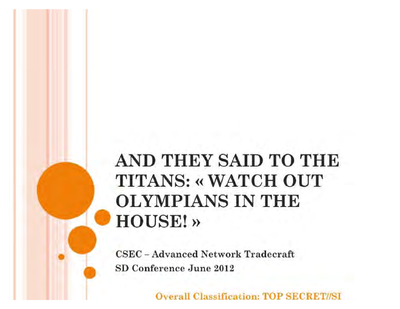 AND THEY SAID TO THE
TITANS: « WATCH OUT
OLYMPIANS IN THE
HOUSE! »
CSEC – Advanced Network Tradecraft
SD Conference June 2012
Overall Classification: TOP SECRET//SI